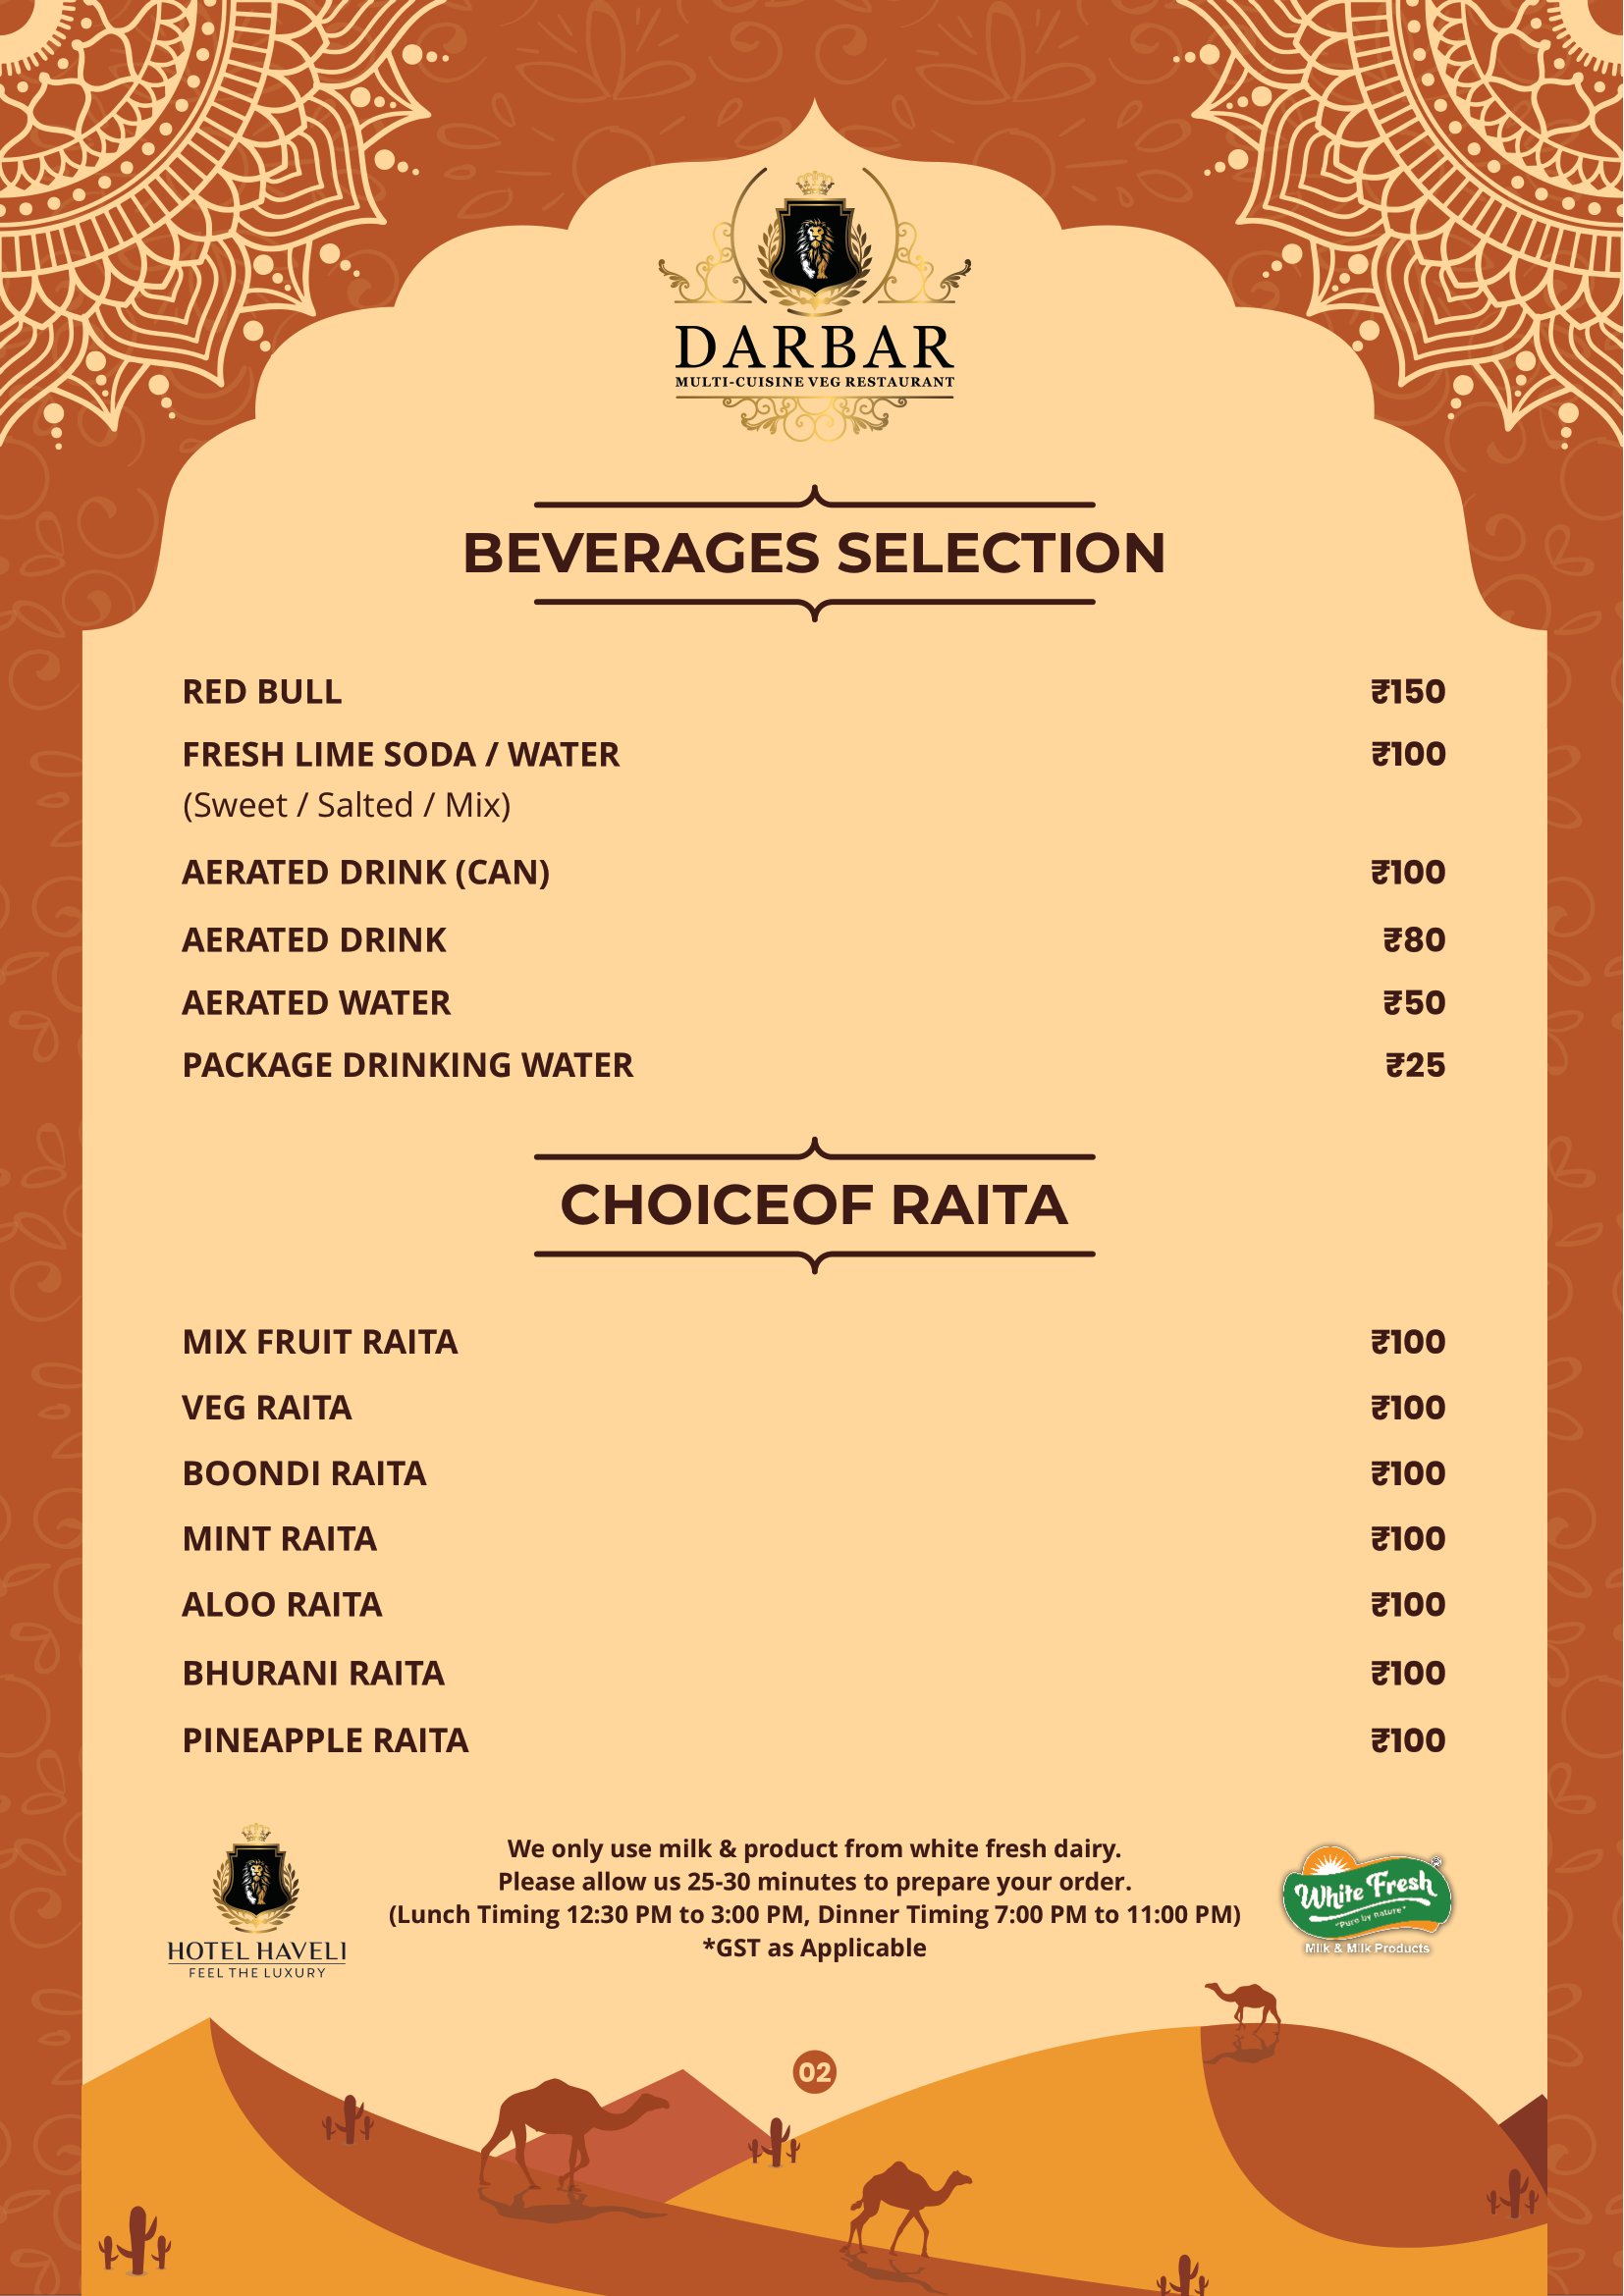 DARBAR
MULTI-CUISINE VEG RESTAURANT
BEVERAGES SELECTION
RED BULL ₹150
FRESH LIME SODA / WATER ₹100
(Sweet / Salted / Mix)
AERATED DRINK (CAN) ₹100
AERATED DRINK ₹80
AERATED WATER ₹50
PACKAGE DRINKING WATER ₹25
CHOICEOF RAITA
MIX FRUIT RAITA ₹100
VEG RAITA ₹100
BOONDI RAITA ₹100
MINT RAITA ₹100
ALOO RAITA ₹100
BHURANI RAITA ₹100
PINEAPPLE RAITA ₹100
HOTEL HAVELI
FEEL THE LUXURY
We only use milk & product from white fresh dairy.
Please allow us 25-30 minutes to prepare your order.
(Lunch Timing 12:30 PM to 3:00 PM, Dinner Timing 7:00 PM to 11:00 PM)
*GST as Applicable
White Fresh
®
"Pure by nature"
Milk & Milk Products
02